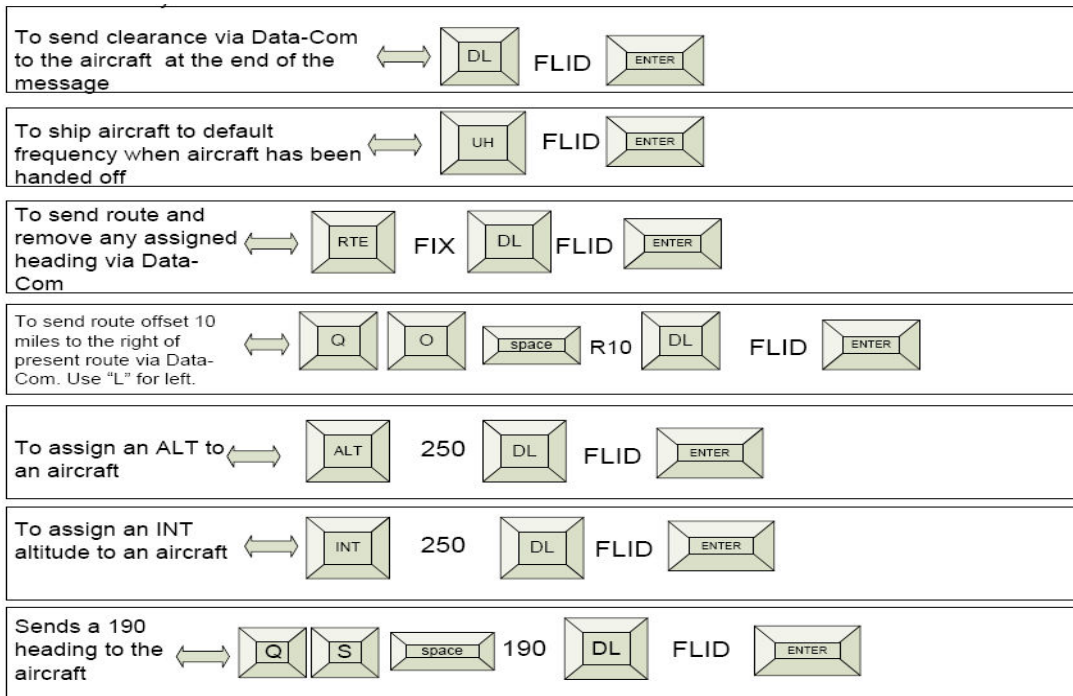 To send clearance via Data-Com
to the aircraft at the end of the
message
DL FLID ENTER
To ship aircraft to default
frequency when aircraft has been
handed off
UH FLID ENTER
To send route and
remove any assigned
heading via Data-
Com
RTE FIX DL FLID ENTER
To send route offset 10
miles to the right of
present route via Data-
Com. Use “L” for left.
Q O space R10 DL FLID ENTER
To assign an ALT to
an aircraft
ALT 250 DL FLID ENTER
To assign an INT
altitude to an aircraft
INT 250 DL FLID ENTER
Sends a 190
heading to the
aircraft
Q S space 190 DL FLID ENTER